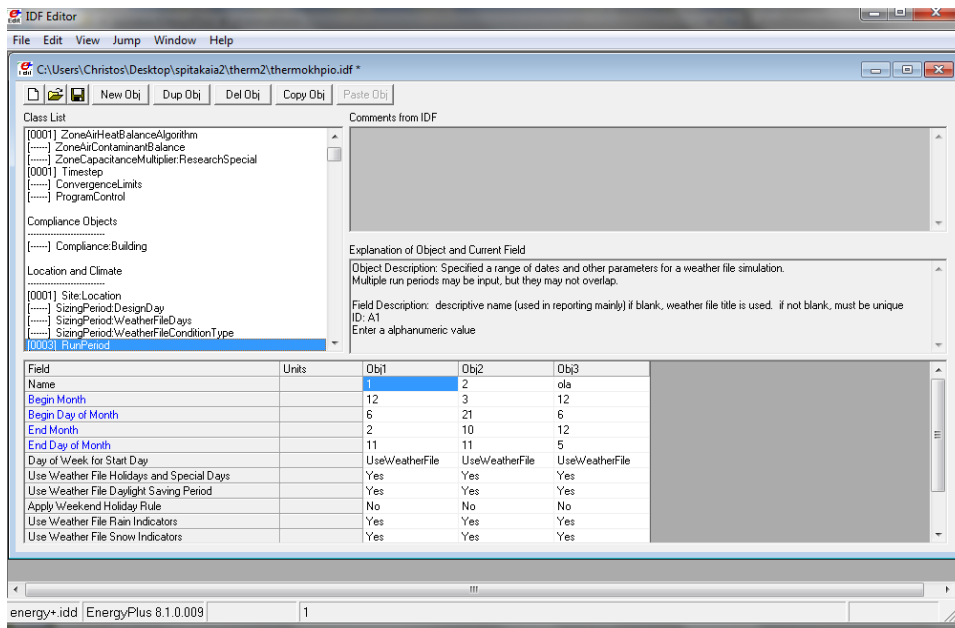 IDF Editor
File Edit View Jump Window Help
C:\Users\Christos\Desktop\spitakaia2\therm2\thermokhpio.idf *
New Obj Dup Obj Del Obj Copy Obj Paste Obj
Class List
[0001] ZoneAirHeatBalanceAlgorithm
[------] ZoneAirContaminantBalance
[------] ZoneCapacitanceMultiplier:ResearchSpecial
[0001] Timestep
[------] ConvergenceLimits
[------] ProgramControl
Compliance Objects
--------------------------
[------] Compliance:Building
Location and Climate
--------------------------
[0001] Site:Location
[------] SizingPeriod:DesignDay
[------] SizingPeriod:WeatherFileDays
[------] SizingPeriod:WeatherFileConditionType
[0003] RunPeriod
Comments from IDF
Explanation of Object and Current Field
Object Description: Specified a range of dates and other parameters for a weather file simulation.
Multiple run periods may be input, but they may not overlap.
Field Description: descriptive name (used in reporting mainly) if blank, weather file title is used. if not blank, must be unique
ID: A1
Enter a alphanumeric value
Field Units Obj1 Obj2 Obj3
Name 1 2 ola
Begin Month 12 3 12
Begin Day of Month 6 21 6
End Month 2 10 12
End Day of Month 11 11 5
Day of Week for Start Day UseWeatherFile UseWeatherFile UseWeatherFile
Use Weather File Holidays and Special Days Yes Yes Yes
Use Weather File Daylight Saving Period Yes Yes Yes
Apply Weekend Holiday Rule No No No
Use Weather File Rain Indicators Yes Yes Yes
Use Weather File Snow Indicators Yes Yes Yes
energy+.idd EnergyPlus 8.1.0.009 1